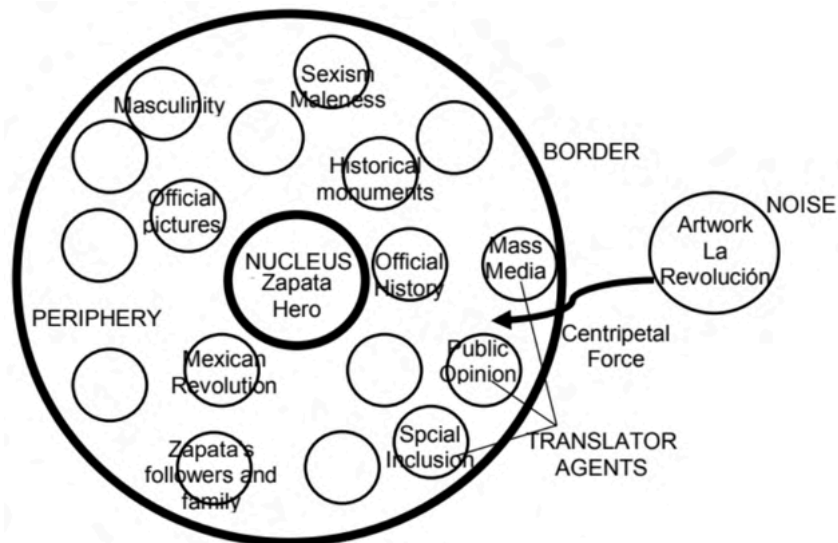 Sexism
Maleness
Masculinity
BORDER
Historical
monuments
NOISE
Official
pictures
Artwork
La
Revolución
NUCLEUS
Zapata
Hero
Official
History
Mass
Media
PERIPHERY
Centripetal
Force
Mexican
Revolution
Public
Opinion
Spcial
Inclusion
TRANSLATOR
AGENTS
Zapata's
followers and
family